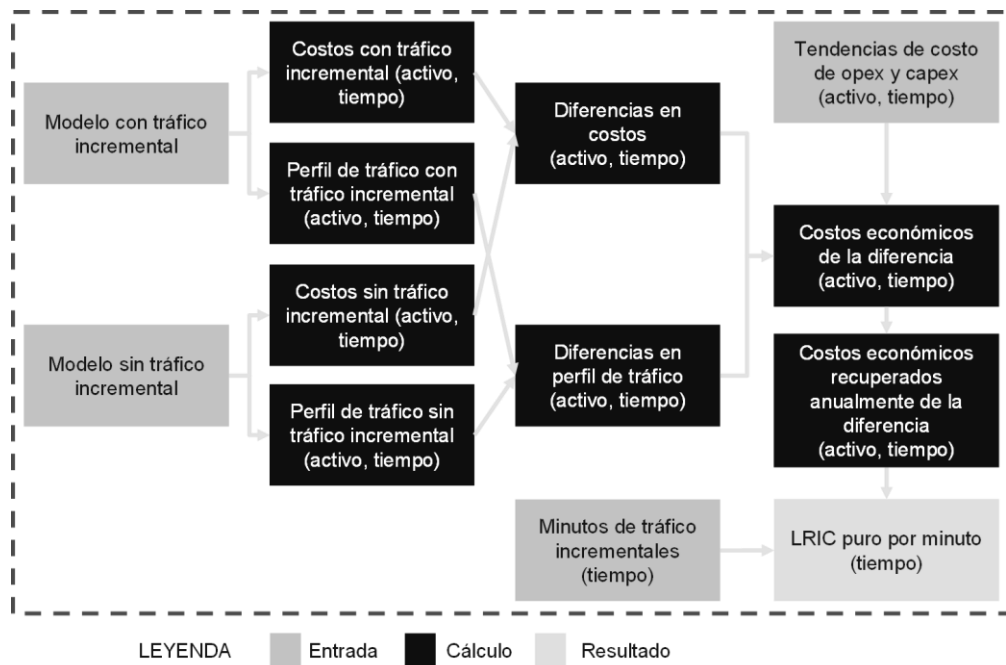 Modelo con tráfico
incremental
Modelo sin tráfico
incremental
Costos con tráfico
incremental (activo,
tiempo)
Perfil de tráfico con
tráfico incremental
(activo, tiempo)
Costos sin tráfico
incremental (activo,
tiempo)
Perfil de tráfico sin
tráfico incremental
(activo, tiempo)
Diferencias en
costos
(activo, tiempo)
Diferencias en
perfil de tráfico
(activo, tiempo)
Minutos de tráfico
incrementales
(tiempo)
Tendencias de costo
de opex y capex
(activo, tiempo)
Costos económicos
de la diferencia
(activo, tiempo)
Costos económicos
recuperados
anualmente de la
diferencia
(activo, tiempo)
LRIC puro por minuto
(tiempo)
LEYENDA
Entrada
Cálculo
Resultado